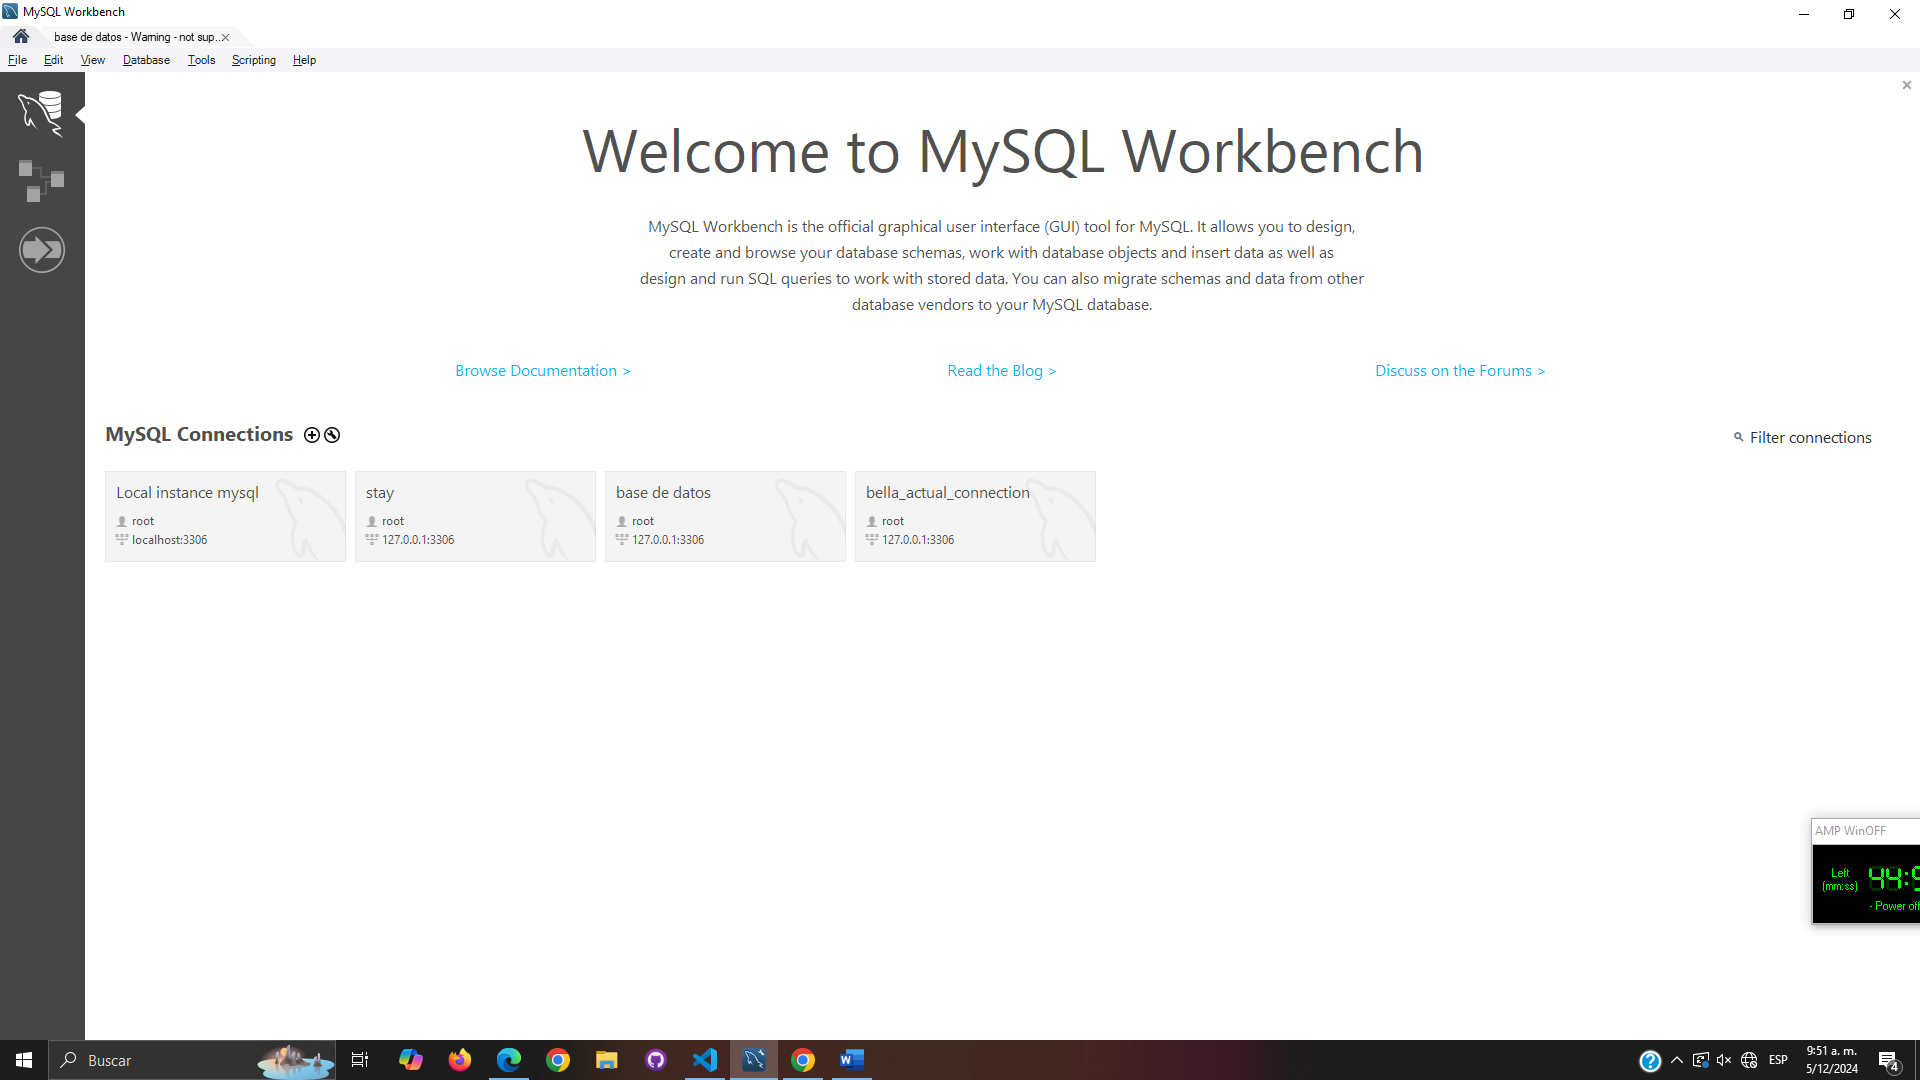 MySQL Workbench
base de datos - Warning - not sup...
File Edit View Database Tools Scripting Help
Welcome to MySQL Workbench
MySQL Workbench is the official graphical user interface (GUI) tool for MySQL. It allows you to design,
create and browse your database schemas, work with database objects and insert data as well as
design and run SQL queries to work with stored data. You can also migrate schemas and data from other
database vendors to your MySQL database.
Browse Documentation > Read the Blog > Discuss on the Forums >
MySQL Connections
Filter connections
Local instance mysql
root
localhost:3306
stay
root
127.0.0.1:3306
base de datos
root
127.0.0.1:3306
bella_actual_connection
root
127.0.0.1:3306
AMP WinOFF
Left
(mm:ss)
44:
- Power off
Buscar
ESP
9:51 a. m.
5/12/2024
4